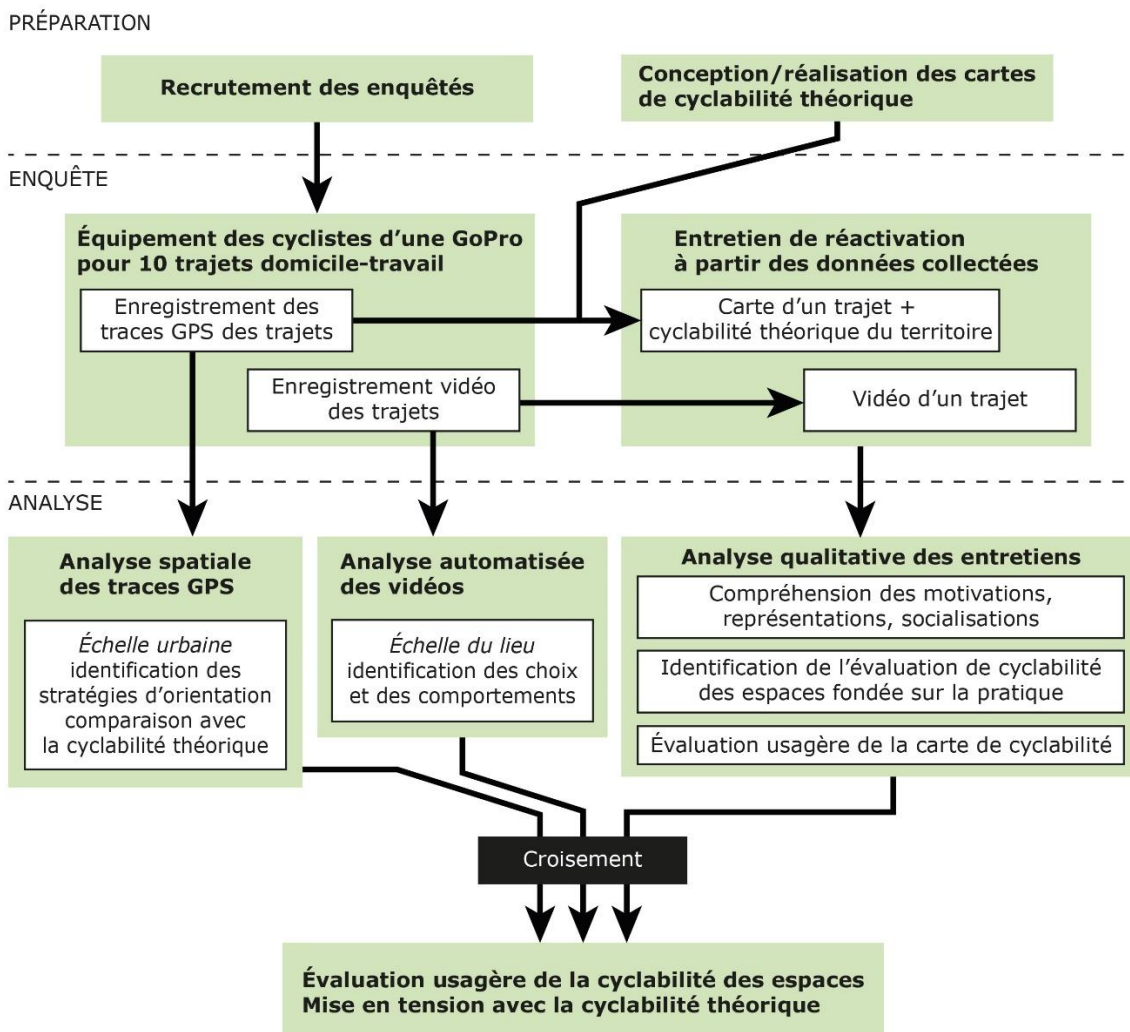 PRÉPARATION
Recrutement des enquêtés
Conception/réalisation des cartes
de cyclabilité théorique
ENQUÊTE
Équipement des cyclistes d'une GoPro
pour 10 trajets domicile-travail
Enregistrement des
traces GPS des trajets
Enregistrement vidéo
des trajets
Entretien de réactivation
à partir des données collectées
Carte d'un trajet +
cyclabilité théorique du territoire
Vidéo d'un trajet
ANALYSE
Analyse spatiale
des traces GPS
Échelle urbaine
identification des
stratégies d'orientation
comparaison avec
la cyclabilité théorique
Analyse automatisée
des vidéos
Échelle du lieu
identification des choix
et des comportements
Analyse qualitative des entretiens
Compréhension des motivations,
représentations, socialisations
Identification de l'évaluation de cyclabilité
des espaces fondée sur la pratique
Évaluation usagère de la carte de cyclabilité
Croisement
Évaluation usagère de la cyclabilité des espaces
Mise en tension avec la cyclabilité théorique